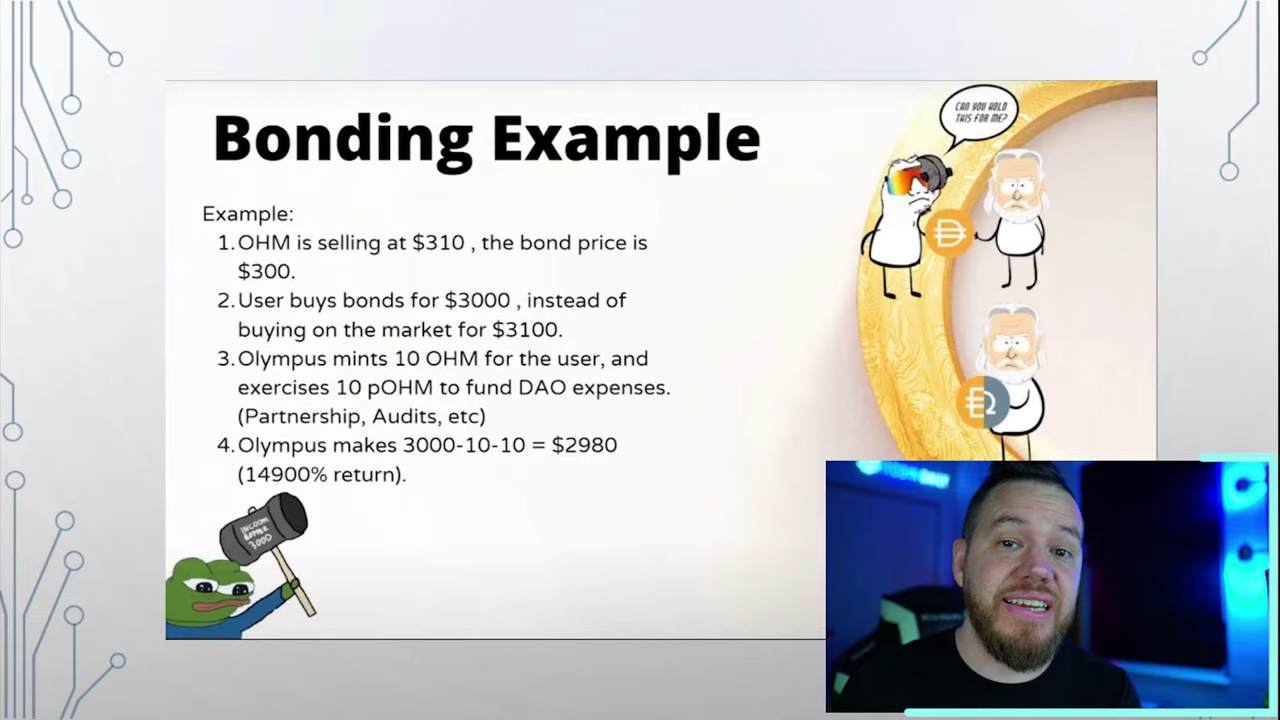 Bonding Example
CAN YOU HOLD
THIS FOR ME?
Example:
1. OHM is selling at $310 , the bond price is
$300.
2. User buys bonds for $3000 , instead of
buying on the market for $3100.
3. Olympus mints 10 OHM for the user, and
exercises 10 pOHM to fund DAO expenses.
(Partnership, Audits, etc)
4. Olympus makes 3000-10-10 = $2980
(14900% return).
3000